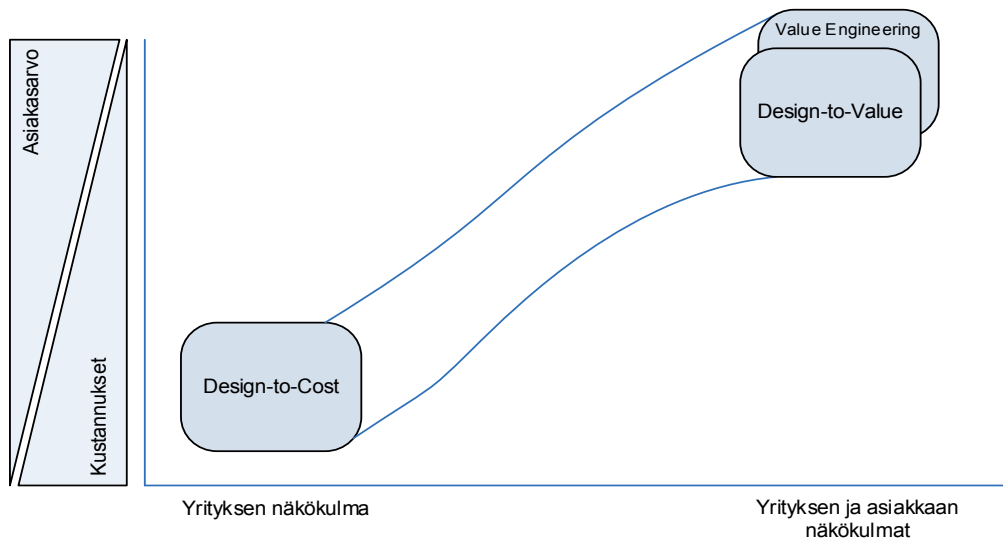 Asiakasarvo
Kustannukset
Value Engineering
Design-to-Value
Design-to-Cost
Yrityksen näkökulma
Yrityksen ja asiakkaan
näkökulmat